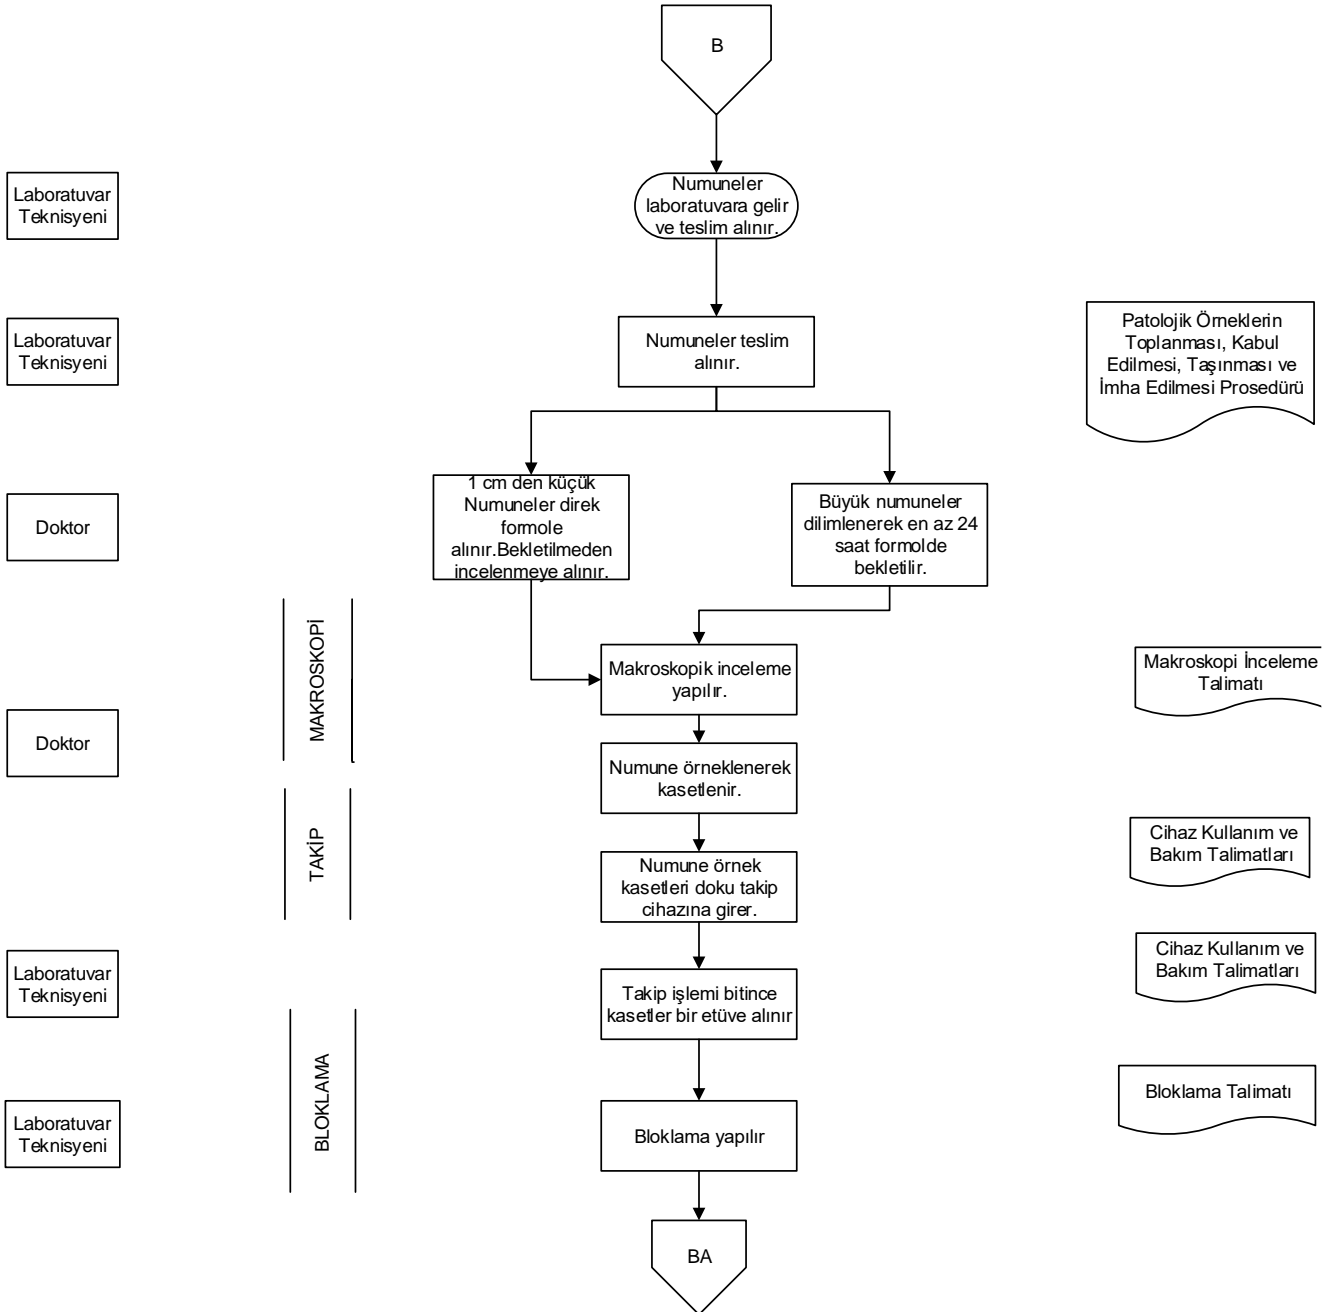 B
Laboratuvar
Teknisyeni
Numuneler
laboratuvara gelir
ve teslim alınır.
Laboratuvar
Teknisyeni
Numuneler teslim
alınır.
Patolojik Örneklerin
Toplanması, Kabul
Edilmesi, Taşınması ve
İmha Edilmesi Prosedürü
Doktor
1 cm den küçük
Numuneler direk
formole
alınır.Bekletilmeden
incelenmeye alınır.
Büyük numuneler
dilimlenerek en az 24
saat formolde
bekletilir.
MAKROSKOPİ
Makroskopik inceleme
yapılır.
Makroskopi İnceleme
Talimatı
Doktor
Numune örneklenerek
kasetlenir.
TAKİP
Numune örnek
kasetleri doku takip
cihazına girer.
Cihaz Kullanım ve
Bakım Talimatları
Laboratuvar
Teknisyeni
Takip işlemi bitince
kasetler bir etüve alınır
Cihaz Kullanım ve
Bakım Talimatları
BLOKLAMA
Laboratuvar
Teknisyeni
Bloklama yapılır
Bloklama Talimatı
BA